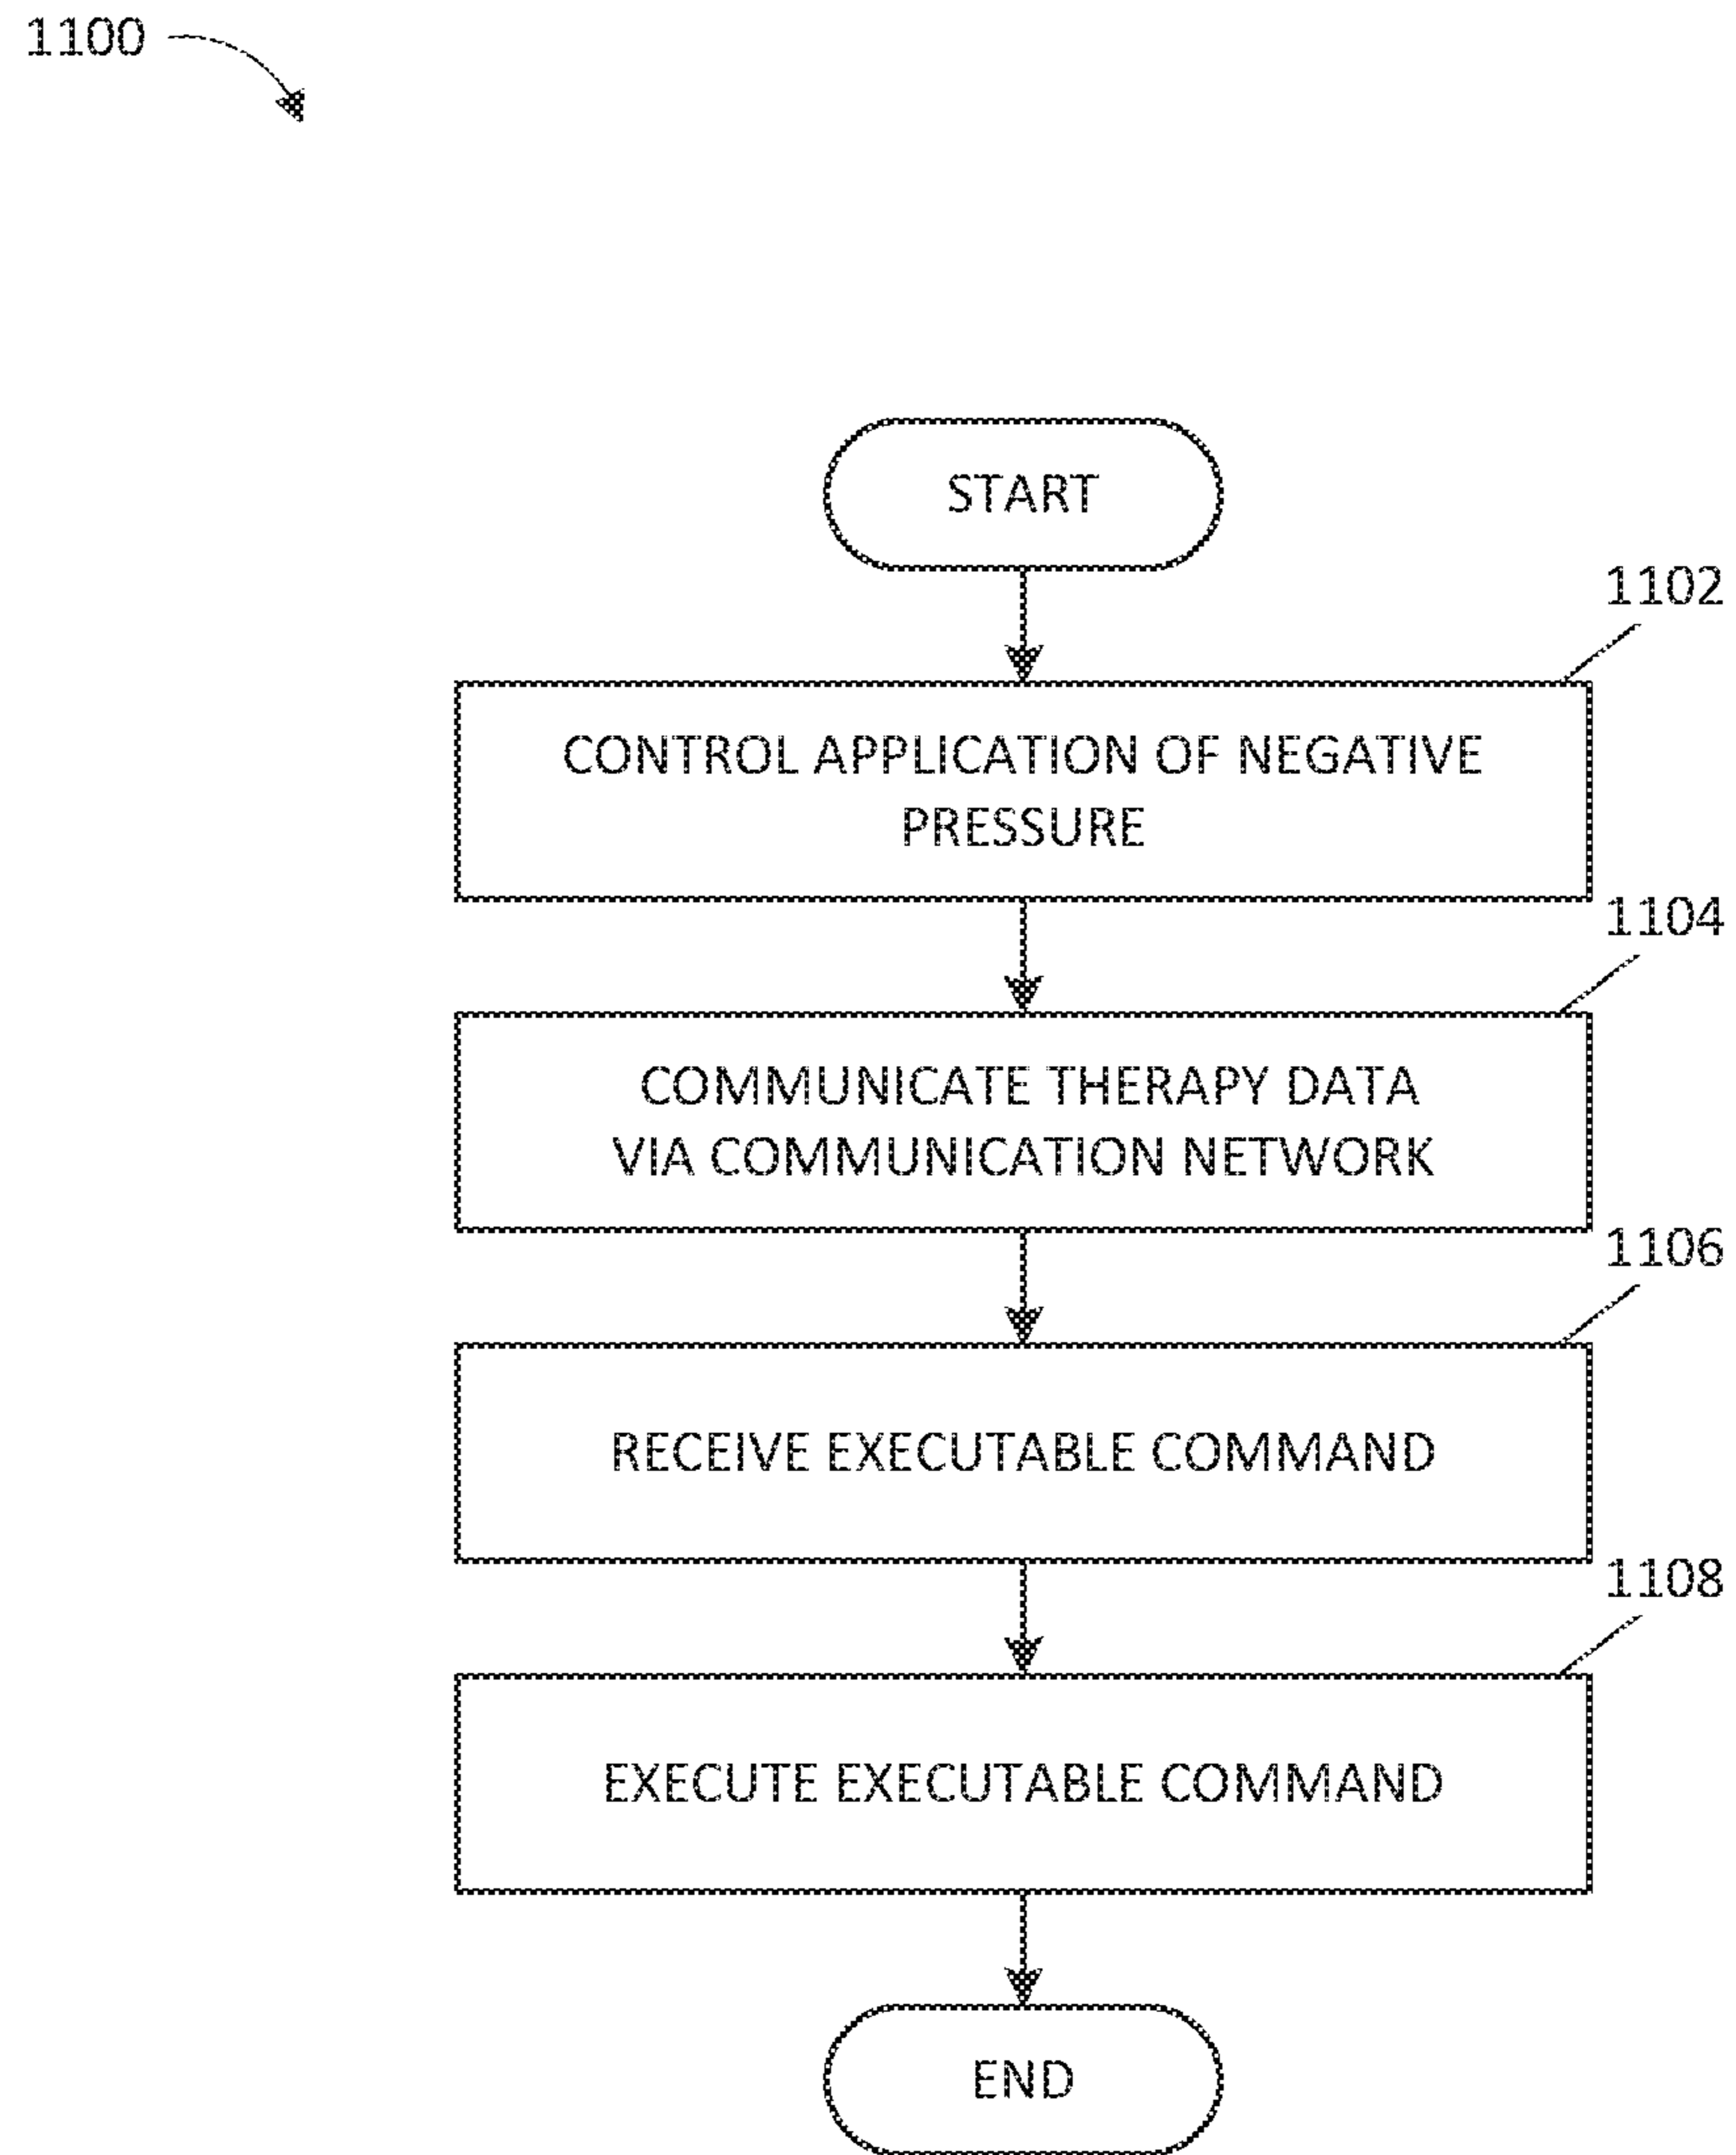 1100
START
1102
CONTROL APPLICATION OF NEGATIVE
PRESSURE
1104
COMMUNICATE THERAPY DATA
VIA COMMUNICATION NETWORK
1106
RECEIVE EXECUTABLE COMMAND
1108
EXECUTE EXECUTABLE COMMAND
END